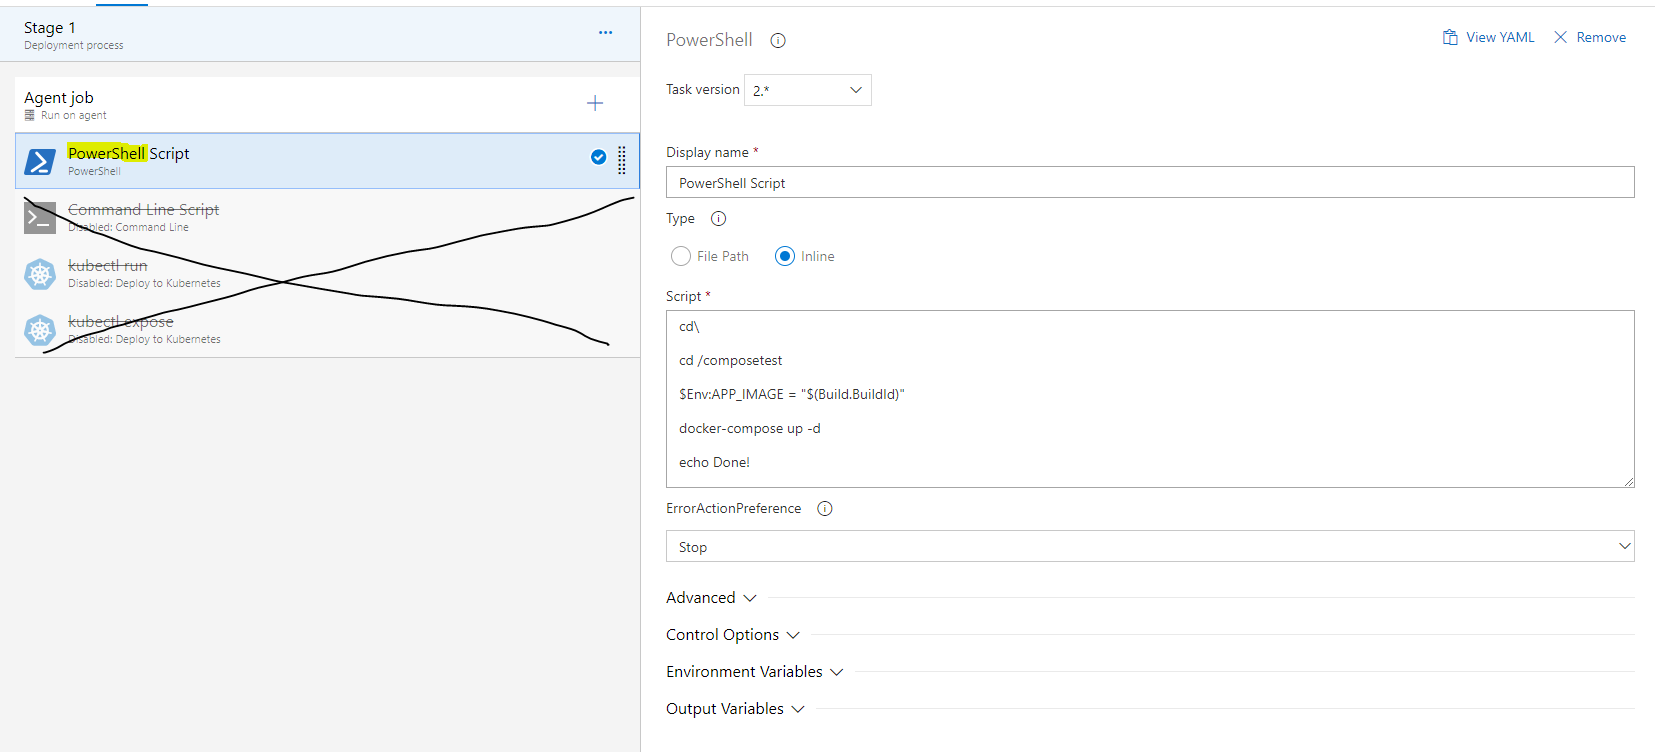 Stage 1
Deployment process
Agent job
Run on agent
PowerShell Script
PowerShell
Command Line Script
Disabled: Command Line
kubectl run
Disabled: Deploy to Kubernetes
kubectl expose
Disabled: Deploy to Kubernetes
PowerShell
View YAML
Remove
Task version 2.*
Display name *
PowerShell Script
Type
File Path
Inline
Script *
cd\
cd /composetest
$Env:APP_IMAGE = "$(Build.BuildId)"
docker-compose up -d
echo Done!
ErrorActionPreference
Stop
Advanced
Control Options
Environment Variables
Output Variables